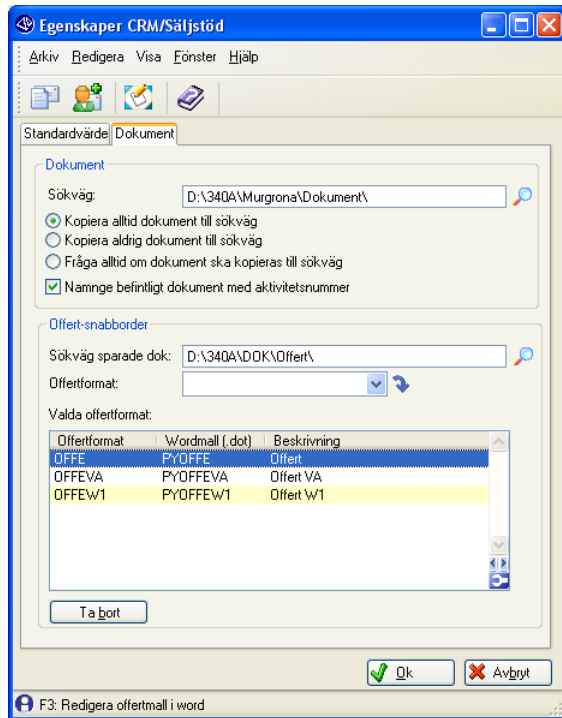 Egenskaper CRM/Säljstöd
Arkiv Redigera Visa Fönster Hjälp
Standardvärde Dokument
Dokument
Sökväg: D:\340A\Murgrona\Dokument\
Kopiera alltid dokument till sökväg
Kopiera aldrig dokument till sökväg
Fråga alltid om dokument ska kopieras till sökväg
Namnge befintligt dokument med aktivitetsnummer
Offert-snabborder
Sökväg sparade dok: D:\340A\DOK\Offert\
Offertformat:
Valda offertformat:
Offertformat Wordmall (.dot) Beskrivning
OFFE PYOFFE Offert
OFFEVA PYOFFEVA Offert VA
OFFEW1 PYOFFEW1 Offert W1
Ta bort
Ok Avbryt
F3: Redigera offertmall i word